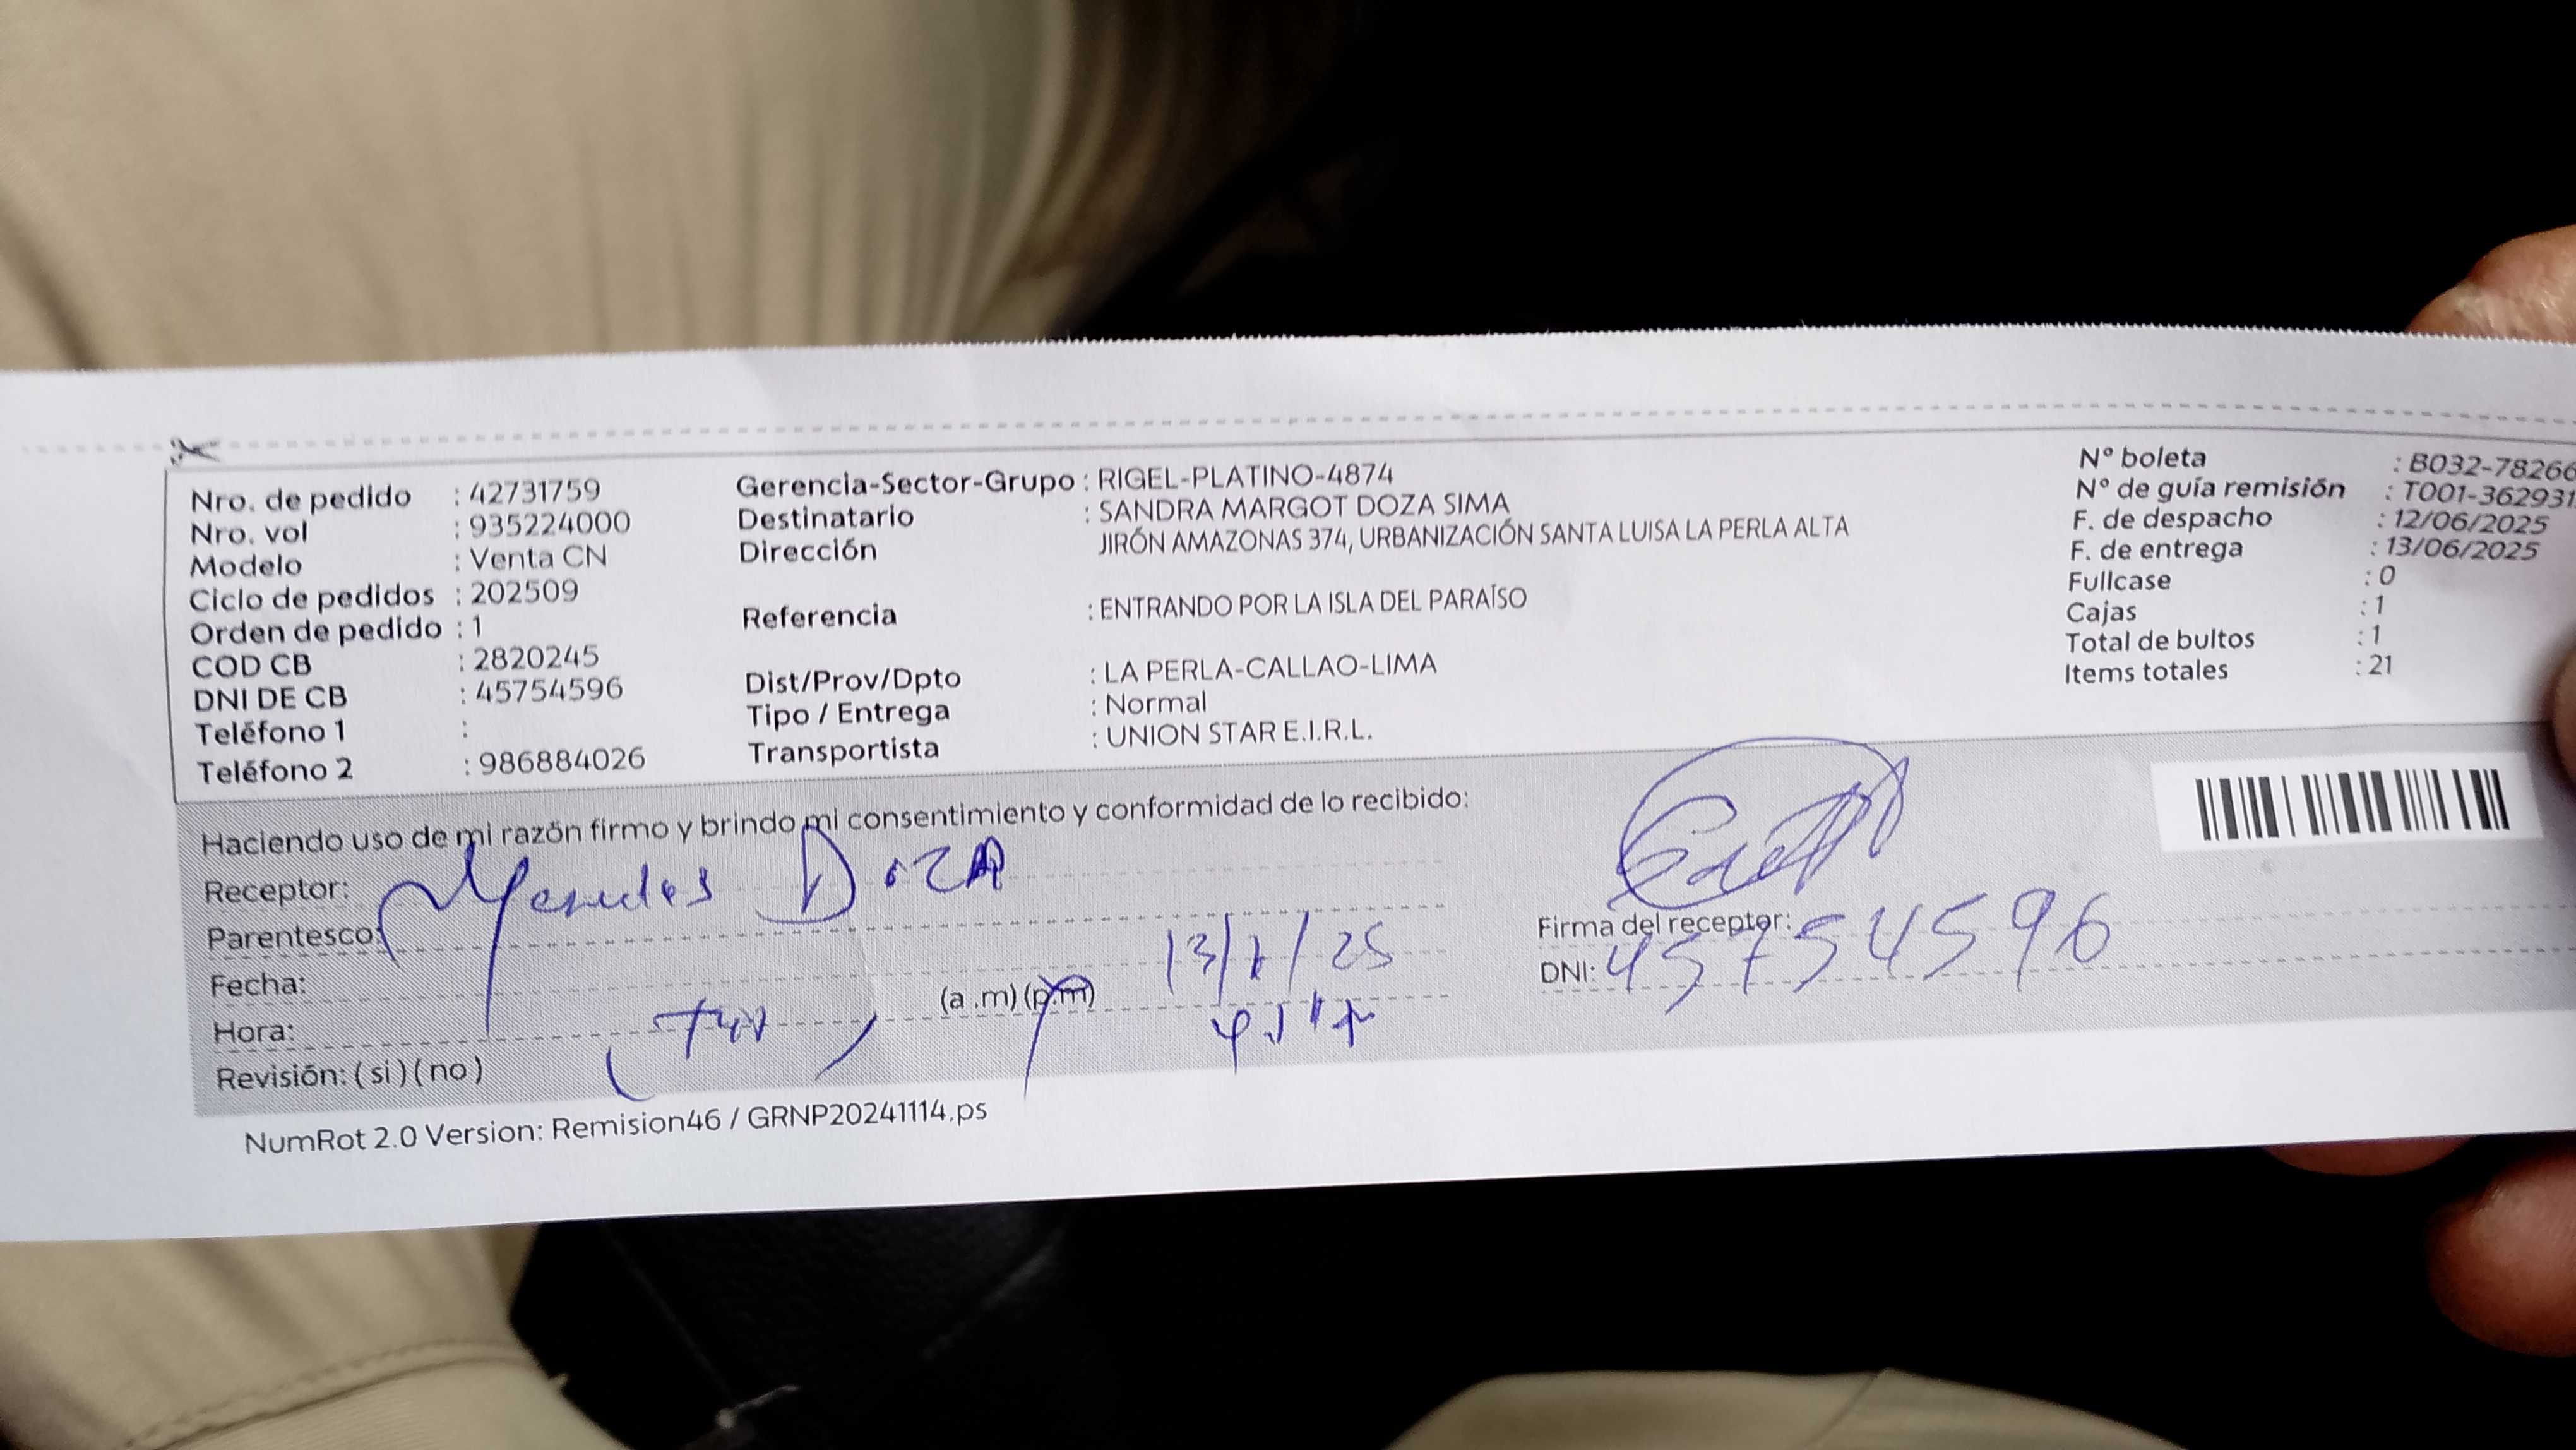 Nro. de pedido : 42731759
Nro. vol : 935224000
Modelo : Venta CN
Ciclo de pedidos : 202509
Orden de pedido : 1
COD CB : 2820245
DNI DE CB : 45754596
Teléfono 1 :
Teléfono 2 : 986884026
Gerencia-Sector-Grupo : RIGEL-PLATINO-4874
Destinatario : SANDRA MARGOT DOZA SIMA
Dirección JIRÓN AMAZONAS 374, URBANIZACIÓN SANTA LUISA LA PERLA ALTA
Referencia : ENTRANDO POR LA ISLA DEL PARAÍSO
Dist/Prov/Dpto : LA PERLA-CALLAO-LIMA
Tipo / Entrega : Normal
Transportista : UNION STAR E.I.R.L.
N° boleta : B032-78266
N° de guía remisión : T001-362931
F. de despacho : 12/06/2025
F. de entrega : 13/06/2025
Fullcase : 0
Cajas : 1
Total de bultos : 1
Items totales : 21
Haciendo uso de mi razón firmo y brindo mi consentimiento y conformidad de lo recibido:
Receptor: DOZA
Parentesco:
Fecha:
Hora: (a .m) (p.m)
Revisión: ( si ) ( no )
Firma del receptor:
DNI: 45754596
NumRot 2.0 Version: Remision46 / GRNP20241114.ps